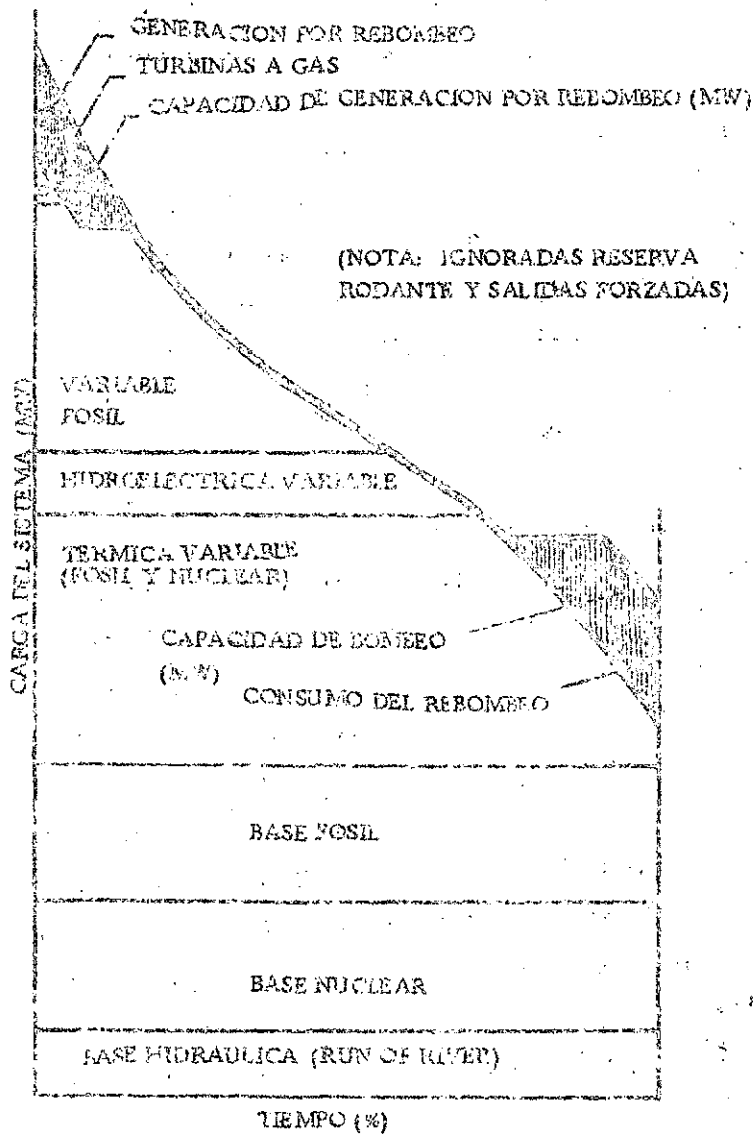 GENERACION POR REBOMBEO
TURBINAS A GAS
CAPACIDAD DE GENERACION POR REBOMBEO (MW)
(NOTA: IGNORADAS RESERVA
RODANTE Y SALIDAS FORZADAS)
CARGA DEL SISTEMA (MW)
VARIABLE
FOSIL
HIDROELECTRICA VARIABLE
TERMICA VARIABLE
(FOSIL Y NUCLEAR)
CAPACIDAD DE BOMBEO
(MW)
CONSUMO DEL REBOMBEO
BASE FOSIL
BASE NUCLEAR
BASE HIDRAULICA (RUN OF RIVER)
TIEMPO (%)